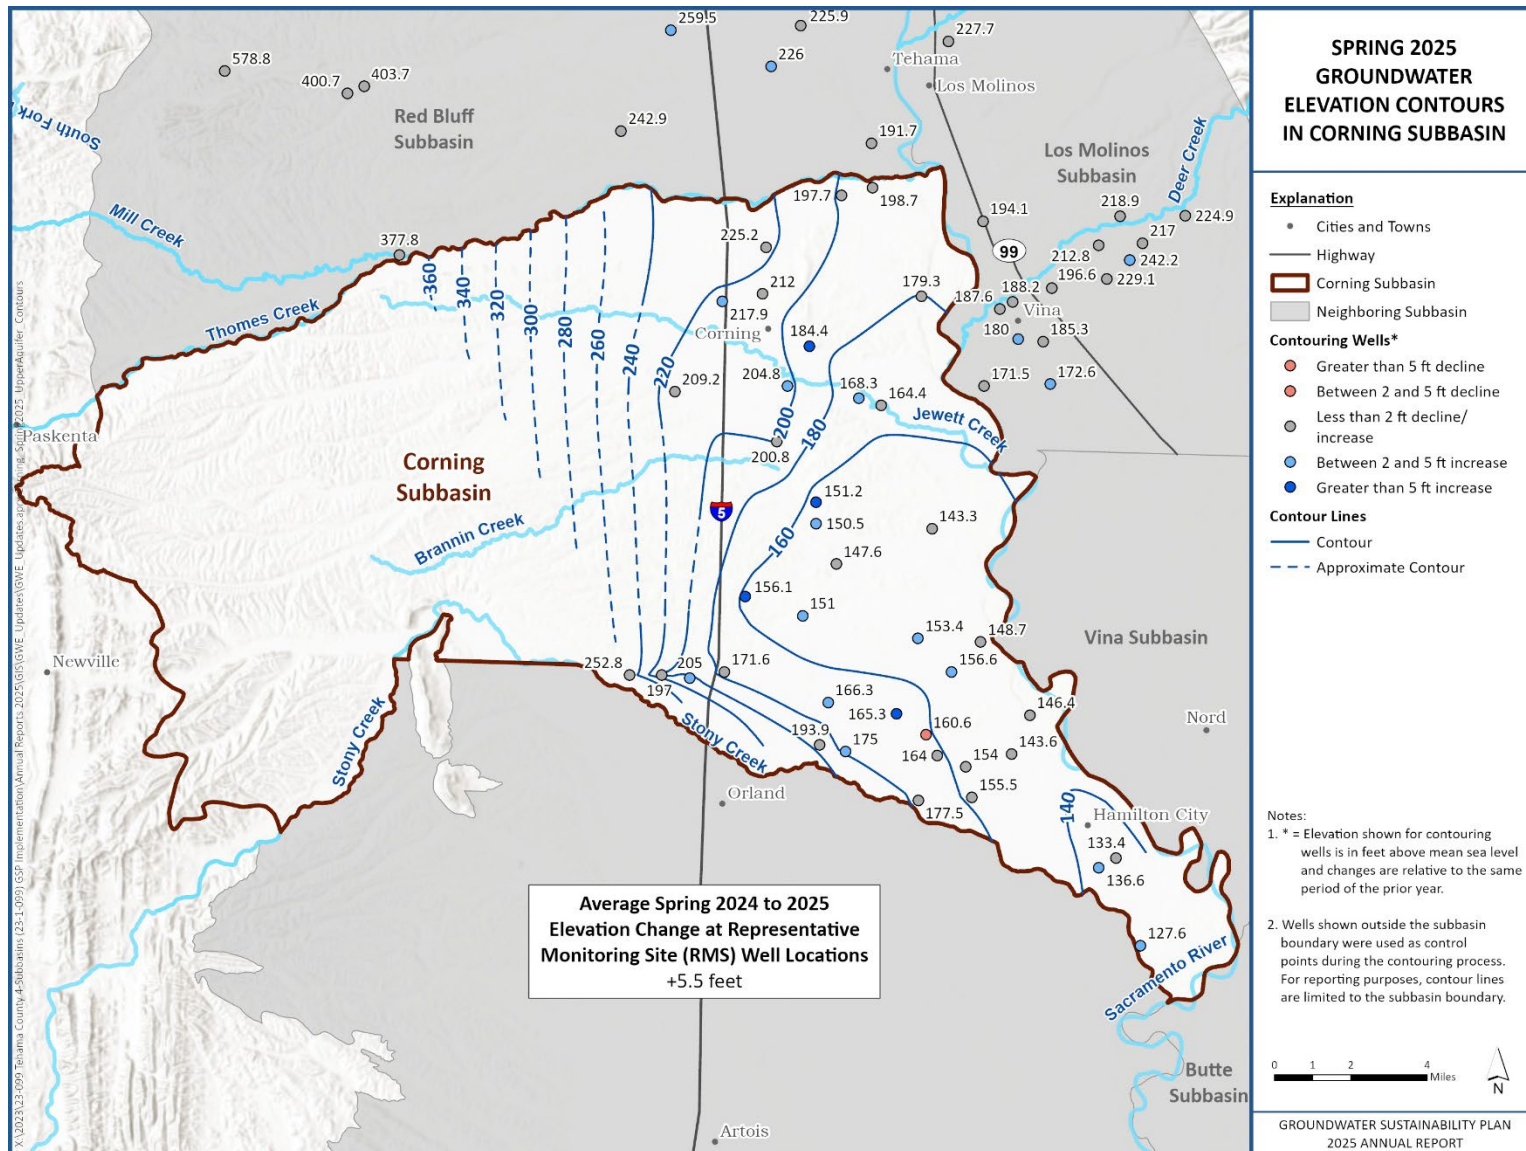 259.5
225.9
227.7
226
Tehama
Los Molinos
578.8
400.7
403.7
Red Bluff
Subbasin
242.9
191.7
South Fork
Los Molinos
Subbasin
Deer Creek
Mill Creek
197.7
198.7
194.1
218.9
224.9
377.8
225.2
99
217
212.8
242.2
196.6
229.1
360
340
320
300
280
260
240
220
212
179.3
187.6
188.2
Vina
Thomes Creek
217.9
Corning
184.4
180
185.3
209.2
204.8
168.3
164.4
171.5
172.6
200
180
Jewett Creek
Paskenta
200.8
Corning
Subbasin
5
151.2
150.5
143.3
Brannin Creek
160
147.6
156.1
151
153.4
148.7
Vina Subbasin
156.6
Newville
252.8
197
205
171.6
166.3
165.3
160.6
146.4
Nord
Stony Creek
Stony Creek
193.9
175
164
154
143.6
155.5
Orland
177.5
140
Hamilton City
133.4
136.6
127.6
Sacramento River
Butte
Subbasin
Artois
Average Spring 2024 to 2025
Elevation Change at Representative
Monitoring Site (RMS) Well Locations
+5.5 feet
SPRING 2025
GROUNDWATER
ELEVATION CONTOURS
IN CORNING SUBBASIN
Explanation
Cities and Towns
Highway
Corning Subbasin
Neighboring Subbasin
Contouring Wells*
Greater than 5 ft decline
Between 2 and 5 ft decline
Less than 2 ft decline/
increase
Between 2 and 5 ft increase
Greater than 5 ft increase
Contour Lines
Contour
Approximate Contour
Notes:
1. * = Elevation shown for contouring
wells is in feet above mean sea level
and changes are relative to the same
period of the prior year.
2. Wells shown outside the subbasin
boundary were used as control
points during the contouring process.
For reporting purposes, contour lines
are limited to the subbasin boundary.
0 1 2 4
Miles
N
GROUNDWATER SUSTAINABILITY PLAN
2025 ANNUAL REPORT